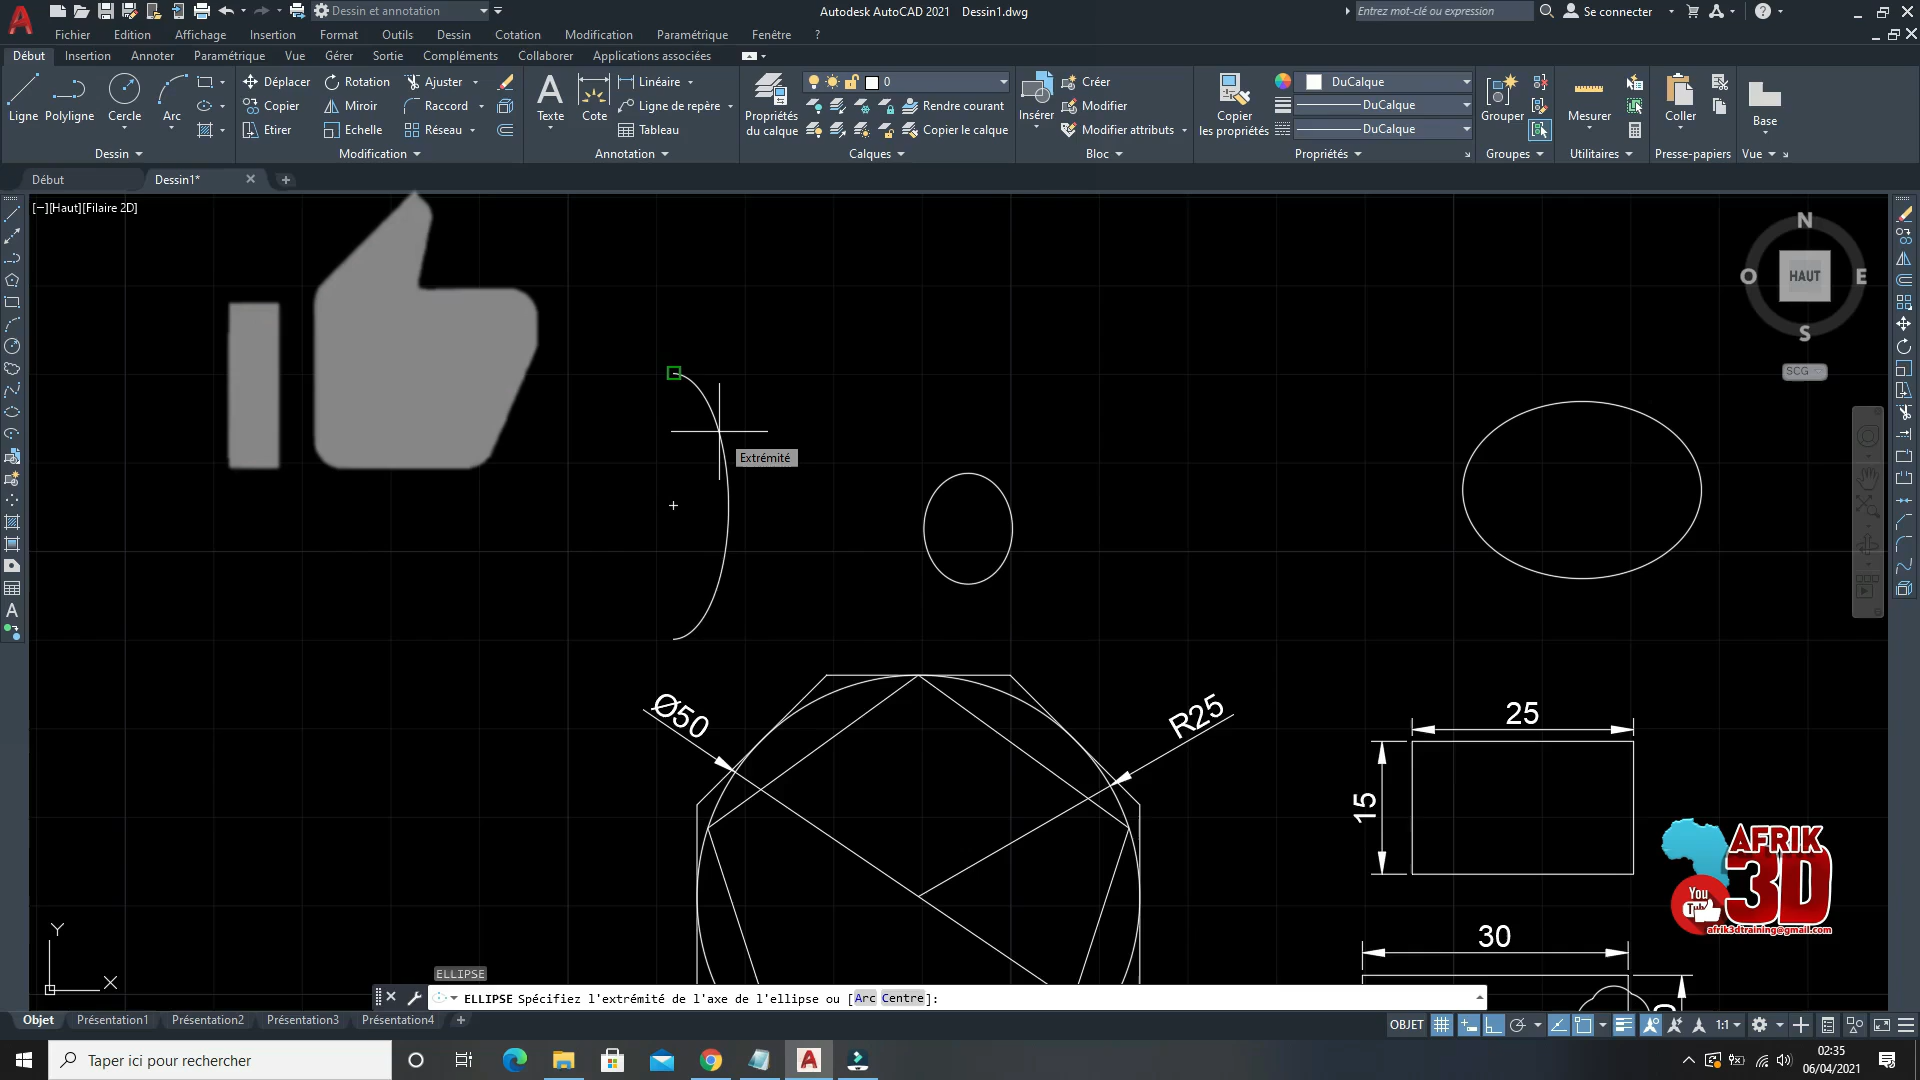 Dessin et annotation
Autodesk AutoCAD 2021 Dessin1.dwg
Entrez mot-clé ou expression
Se connecter
Fichier Edition Affichage Insertion Format Outils Dessin Cotation Modification Paramétrique Fenêtre ?
Début Insertion Annoter Paramétrique Vue Gérer Sortie Compléments Collaborer Applications associées
Ligne Polyligne Cercle Arc
Dessin
Déplacer Rotation Ajuster
Copier Miroir Raccord
Etirer Echelle Réseau
Modification
Texte Cote
Linéaire
Ligne de repère
Tableau
Annotation
Propriétés
du calque
0
Rendre courant
Copier le calque
Calques
Insérer
Créer
Modifier
Modifier attributs
Bloc
Copier
les propriétés
DuCalque
DuCalque
DuCalque
Propriétés
Grouper
Groupes
Mesurer
Utilitaires
Coller
Presse-papiers
Base
Vue
Début Dessin1*
[−][Haut][Filaire 2D]
N
O HAUT E
S
SCG
Extrémité
Ø50
R25
25
15
30
AFRIK
3D
You
Tube
afrik3dtraining@gmail.com
Y
X
ELLIPSE
ELLIPSE Spécifiez l'extrémité de l'axe de l'ellipse ou [Arc Centre]:
Objet Présentation1 Présentation2 Présentation3 Présentation4 +
OBJET
1:1
Taper ici pour rechercher
02:35
06/04/2021